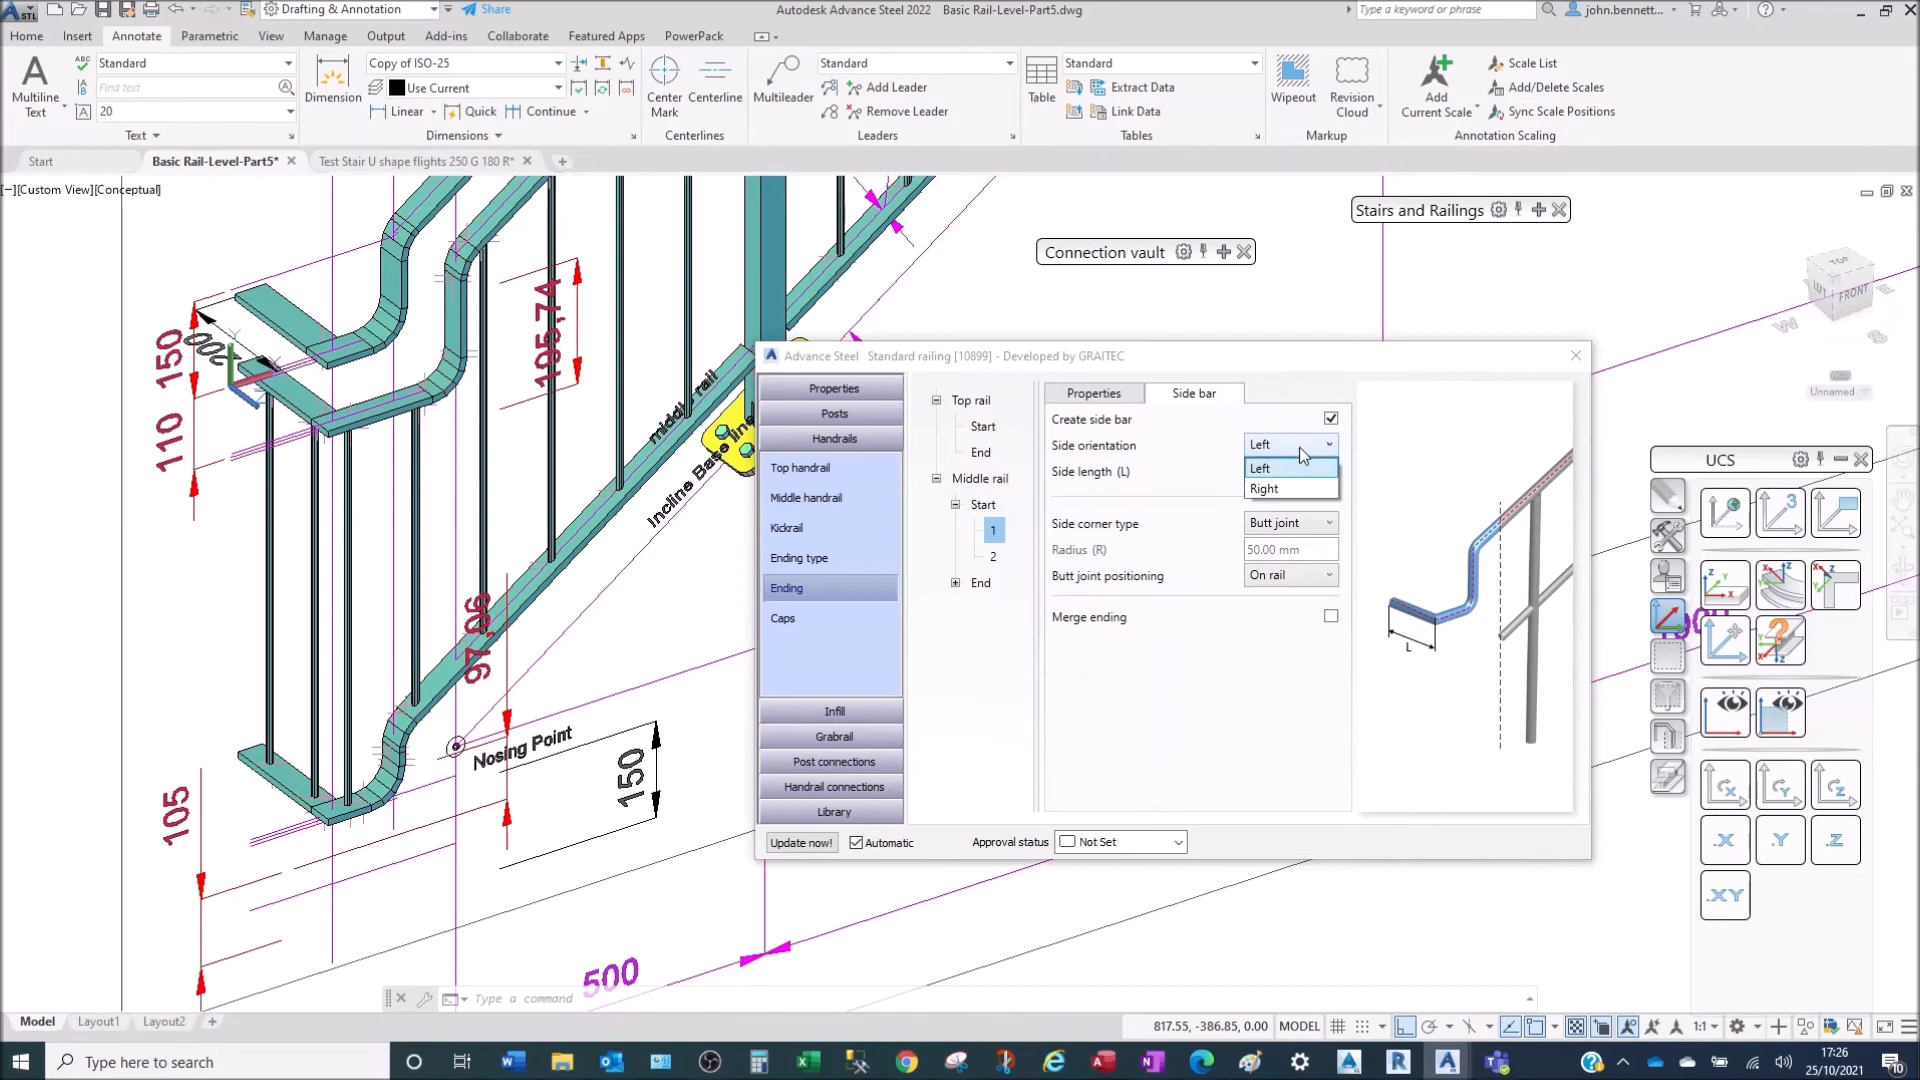 STL
Drafting & Annotation
Share
Autodesk Advance Steel 2022 Basic Rail-Level-Part5.dwg
Type a keyword or phrase
john.bennett...
Home Insert Annotate Parametric View Manage Output Add-ins Collaborate Featured Apps PowerPack
Multiline Text
ABC
Standard
Find text
20
Dimension
Copy of ISO-25
Use Current
Linear Quick Continue
Center Mark
Centerline
Multileader
Standard
Add Leader
Remove Leader
Table
Standard
Extract Data
Link Data
Wipeout
Revision Cloud
Add Current Scale
Scale List
Add/Delete Scales
Sync Scale Positions
Text Dimensions Centerlines Leaders Tables Markup Annotation Scaling
Start Basic Rail-Level-Part5* Test Stair U shape flights 250 G 180 R*
[−][Custom View][Conceptual]
Stairs and Railings
Connection vault
TOP
LEFT
FRONT
W
S
Unnamed
150
200
110
105,74
middle rail
Incline Base line
97,06
Nosing Point
150
105
500
Advance Steel Standard railing [10899] - Developed by GRAITEC
Properties
Posts
Handrails
Top handrail
Middle handrail
Kickrail
Ending type
Ending
Caps
Infill
Grabrail
Post connections
Handrail connections
Library
Top rail
Start
End
Middle rail
Start
1
2
End
Properties Side bar
Create side bar
Side orientation Left
Left
Right
Side length (L)
Side corner type Butt joint
Radius (R) 50.00 mm
Butt joint positioning On rail
Merge ending
L
Update now! Automatic Approval status Not Set
UCS
3
.X .Y .Z
.XY
Type a command
Model Layout1 Layout2
817.55, -386.85, 0.00 MODEL 1:1
Type here to search
17:26
25/10/2021
10